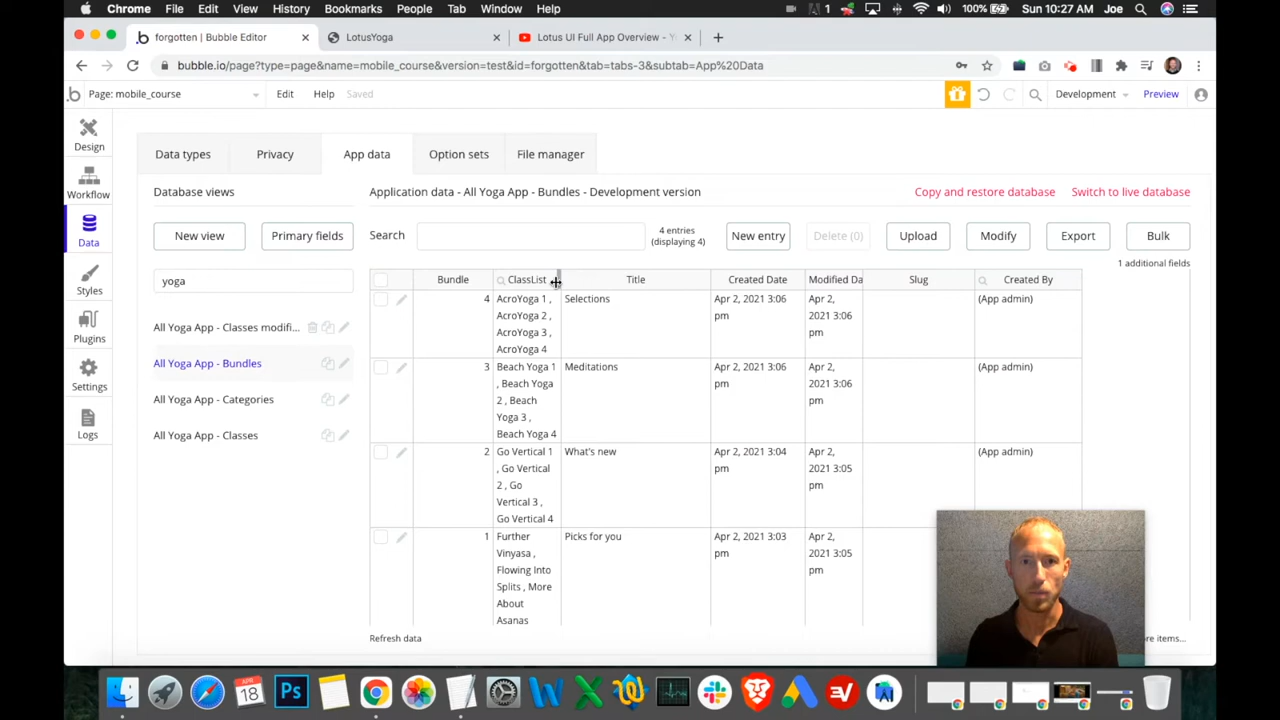 Chrome File Edit View History Bookmarks People Tab Window Help 1 100% Sun 10:27 AM Joe
forgotten | Bubble Editor LotusYoga Lotus UI Full App Overview - Y
bubble.io/page?type=page&name=mobile_course&version=test&id=forgotten&tab=tabs-3&subtab=App%20Data
b Page: mobile_course Edit Help Saved Development Preview
Design
Workflow
Data
Styles
Plugins
Settings
Logs
Data types Privacy App data Option sets File manager
Database views
New view Primary fields
yoga
All Yoga App - Classes modifi...
All Yoga App - Bundles
All Yoga App - Categories
All Yoga App - Classes
Application data - All Yoga App - Bundles - Development version Copy and restore database Switch to live database
Search 4 entries
(displaying 4)
New entry Delete (0) Upload Modify Export Bulk
1 additional fields
Bundle ClassList Title Created Date Modified Da Slug Created By
4 AcroYoga 1 , Selections Apr 2, 2021 3:06 Apr 2, (App admin)
AcroYoga 2 , pm 2021 3:06
AcroYoga 3 , pm
AcroYoga 4
3 Beach Yoga 1 Meditations Apr 2, 2021 3:06 Apr 2, (App admin)
, Beach Yoga pm 2021 3:06
2 , Beach pm
Yoga 3 ,
Beach Yoga 4
2 Go Vertical 1 What's new Apr 2, 2021 3:04 Apr 2, (App admin)
, Go Vertical pm 2021 3:05
2 , Go pm
Vertical 3 ,
Go Vertical 4
1 Further Picks for you Apr 2, 2021 3:03 Apr 2,
Vinyasa , pm 2021 3:05
Flowing Into pm
Splits , More
About
Asanas
Refresh data re items...
APR
18
Ps